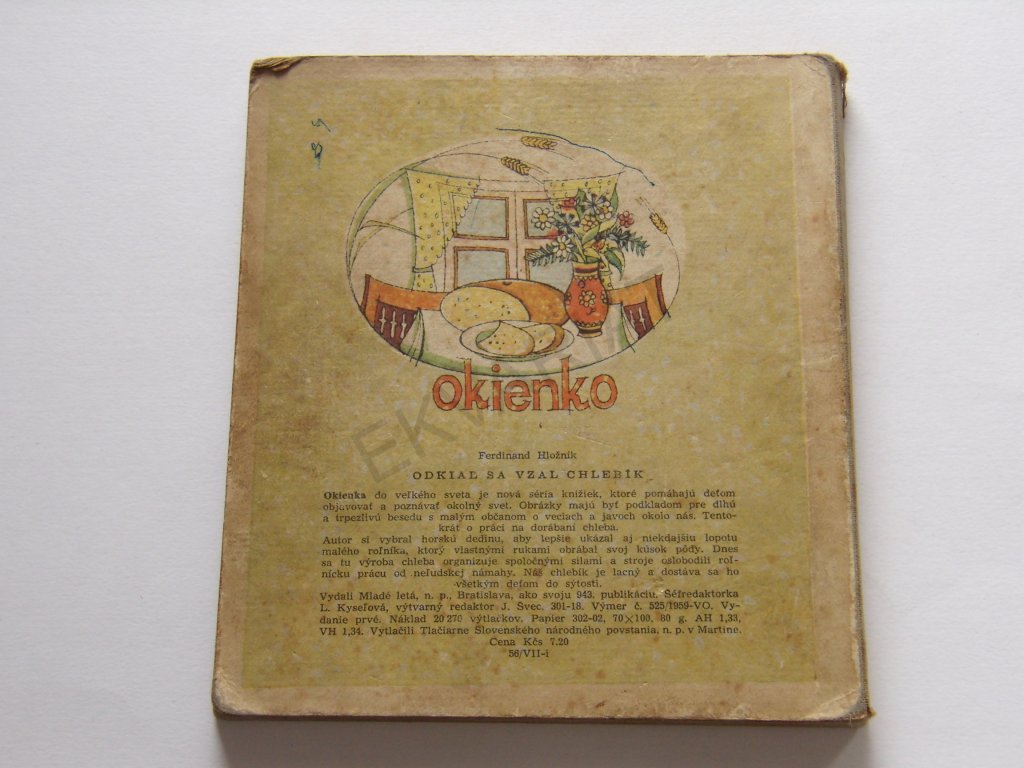 okienko
Ferdinand Hložník
ODKIAĽ SA VZAL CHLEBÍK
Okienka do veľkého sveta je nová séria knižiek, ktoré pomáhajú deťom
objavovať a poznávať okolný svet. Obrázky majú byť podkladom pre dlhú
a trpezlivú besedu s malým občanom o veciach a javoch okolo nás. Tento-
krát o práci na dorábaní chleba.
Autor si vybral horskú dedinu, aby lepšie ukázal aj niekdajšiu lopotu
malého roľníka, ktorý vlastnými rukami obrábal svoj kúsok pôdy. Dnes
sa tu výroba chleba organizuje spoločnými silami a stroje oslobodili roľ-
nícku prácu od neľudskej námahy. Náš chlebík je lacný a dostáva sa ho
všetkým deťom do sýtosti.
Vydali Mladé letá, n. p., Bratislava, ako svoju 943. publikáciu. Šéfredaktorka
L. Kyseľová, výtvarný redaktor J. Švec. 301-18. Výmer č. 525/1959-VO. Vy-
danie prvé. Náklad 20 270 výtlačkov. Papier 302-02, 70×100, 80 g. AH 1,33,
VH 1,34. Vytlačili Tlačiarne Slovenského národného povstania, n. p. v Martine.
Cena Kčs 7.20
56/VII-i